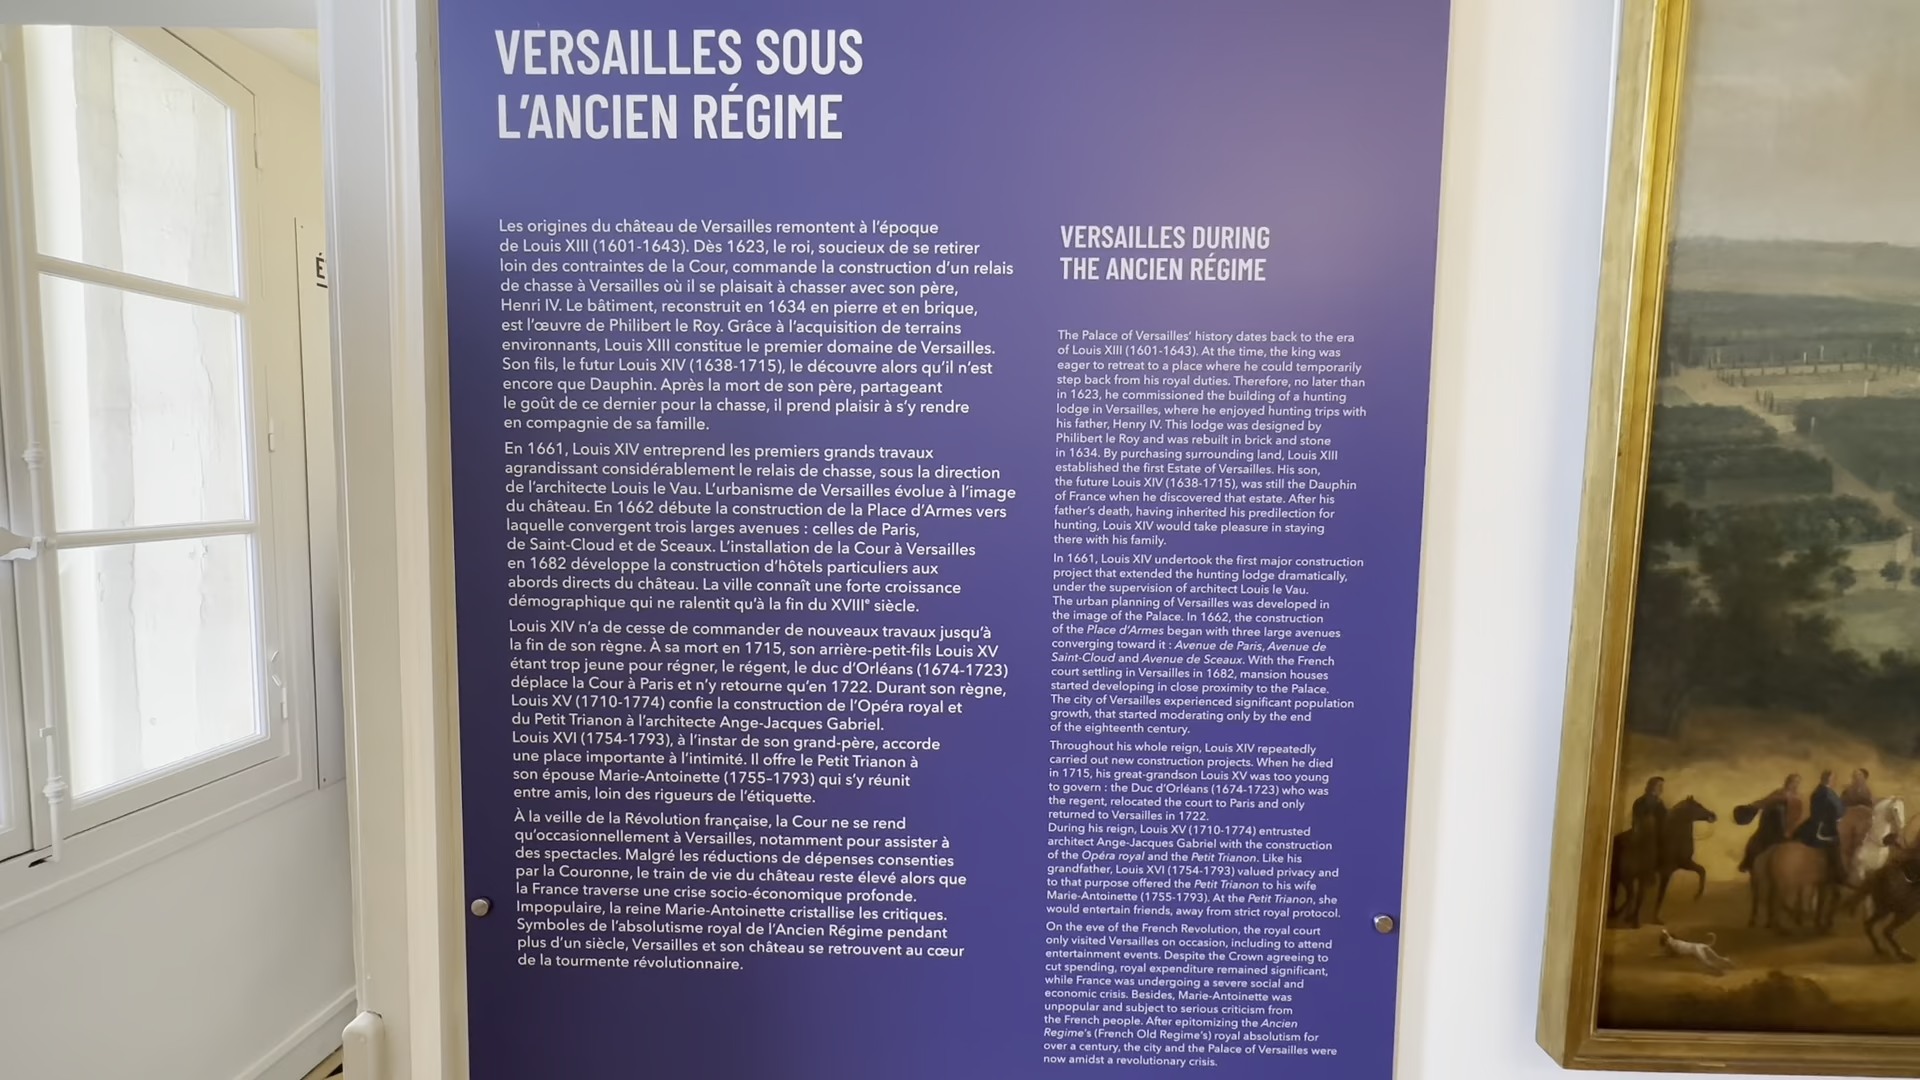 VERSAILLES SOUS
L'ANCIEN RÉGIME
Les origines du château de Versailles remontent à l'époque
de Louis XIII (1601-1643). Dès 1623, le roi, soucieux de se retirer
loin des contraintes de la Cour, commande la construction d'un relais
de chasse à Versailles où il se plaisait à chasser avec son père,
Henri IV. Le bâtiment, reconstruit en 1634 en pierre et en brique,
est l'œuvre de Philibert le Roy. Grâce à l'acquisition de terrains
environnants, Louis XIII constitue le premier domaine de Versailles.
Son fils, le futur Louis XIV (1638-1715), le découvre alors qu'il n'est
encore que Dauphin. Après la mort de son père, partageant
le goût de ce dernier pour la chasse, il prend plaisir à s'y rendre
en compagnie de sa famille.
En 1661, Louis XIV entreprend les premiers grands travaux
agrandissant considérablement le relais de chasse, sous la direction
de l'architecte Louis le Vau. L'urbanisme de Versailles évolue à l'image
du château. En 1662 débute la construction de la Place d'Armes vers
laquelle convergent trois larges avenues : celles de Paris,
de Saint-Cloud et de Sceaux. L'installation de la Cour à Versailles
en 1682 développe la construction d'hôtels particuliers aux
abords directs du château. La ville connaît une forte croissance
démographique qui ne ralentit qu'à la fin du XVIIIe siècle.
Louis XIV n'a de cesse de commander de nouveaux travaux jusqu'à
la fin de son règne. À sa mort en 1715, son arrière-petit-fils Louis XV
étant trop jeune pour régner, le régent, le duc d'Orléans (1674-1723)
déplace la Cour à Paris et n'y retourne qu'en 1722. Durant son règne,
Louis XV (1710-1774) confie la construction de l'Opéra royal et
du Petit Trianon à l'architecte Ange-Jacques Gabriel.
Louis XVI (1754-1793), à l'instar de son grand-père, accorde
une place importante à l'intimité. Il offre le Petit Trianon à
son épouse Marie-Antoinette (1755–1793) qui s'y réunit
entre amis, loin des rigueurs de l'étiquette.
À la veille de la Révolution française, la Cour ne se rend
qu'occasionnellement à Versailles, notamment pour assister à
des spectacles. Malgré les réductions de dépenses consenties
par la Couronne, le train de vie du château reste élevé alors que
la France traverse une crise socio-économique profonde.
Impopulaire, la reine Marie-Antoinette cristallise les critiques.
Symboles de l'absolutisme royal de l'Ancien Régime pendant
plus d'un siècle, Versailles et son château se retrouvent au cœur
de la tourmente révolutionnaire.
VERSAILLES DURING
THE ANCIEN RÉGIME
The Palace of Versailles' history dates back to the era
of Louis XIII (1601-1643). At the time, the king was
eager to retreat to a place where he could temporarily
step back from his royal duties. Therefore, no later than
in 1623, he commissioned the building of a hunting
lodge in Versailles, where he enjoyed hunting trips with
his father, Henry IV. This lodge was designed by
Philibert le Roy and was rebuilt in brick and stone
in 1634. By purchasing surrounding land, Louis XIII
established the first Estate of Versailles. His son,
the future Louis XIV (1638-1715), was still the Dauphin
of France when he discovered that estate. After his
father's death, having inherited his predilection for
hunting, Louis XIV would take pleasure in staying
there with his family.
In 1661, Louis XIV undertook the first major construction
project that extended the hunting lodge dramatically,
under the supervision of architect Louis le Vau.
The urban planning of Versailles was developed in
the image of the Palace. In 1662, the construction
of the Place d'Armes began with three large avenues
converging toward it : Avenue de Paris, Avenue de
Saint-Cloud and Avenue de Sceaux. With the French
court settling in Versailles in 1682, mansion houses
started developing in close proximity to the Palace.
The city of Versailles experienced significant population
growth, that started moderating only by the end
of the eighteenth century.
Throughout his whole reign, Louis XIV repeatedly
carried out new construction projects. When he died
in 1715, his great-grandson Louis XV was too young
to govern : the Duc d'Orléans (1674-1723) who was
the regent, relocated the court to Paris and only
returned to Versailles in 1722.
During his reign, Louis XV (1710-1774) entrusted
architect Ange-Jacques Gabriel with the construction
of the Opéra royal and the Petit Trianon. Like his
grandfather, Louis XVI (1754-1793) valued privacy and
to that purpose offered the Petit Trianon to his wife
Marie-Antoinette (1755-1793). At the Petit Trianon, she
would entertain friends, away from strict royal protocol.
On the eve of the French Revolution, the royal court
only visited Versailles on occasion, including to attend
entertainment events. Despite the Crown agreeing to
cut spending, royal expenditure remained significant,
while France was undergoing a severe social and
economic crisis. Besides, Marie-Antoinette was
unpopular and subject to serious criticism from
the French people. After epitomizing the Ancien
Regime's (French Old Regime's) royal absolutism for
over a century, the city and the Palace of Versailles were
now amidst a revolutionary crisis.